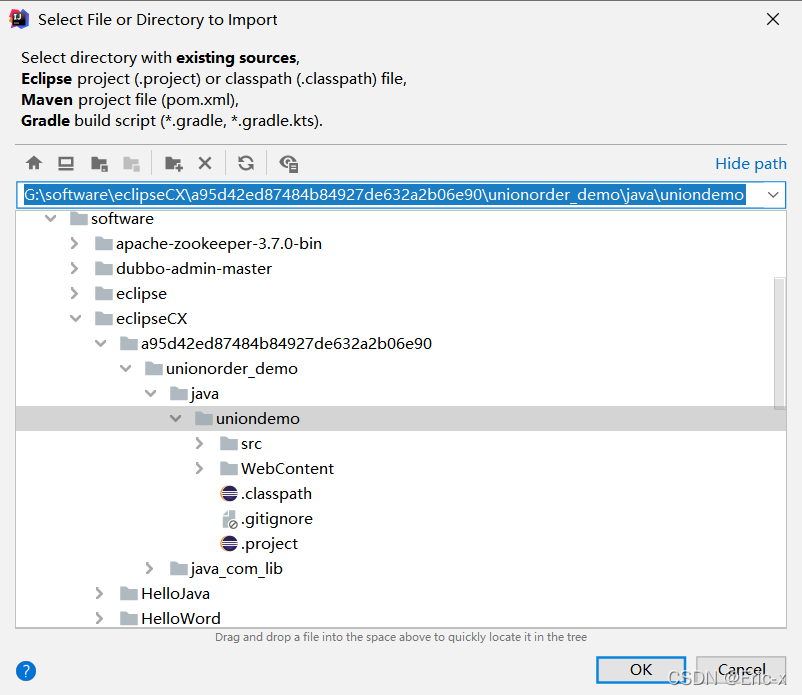 Select File or Directory to Import
Select directory with existing sources,
Eclipse project (.project) or classpath (.classpath) file,
Maven project file (pom.xml),
Gradle build script (*.gradle, *.gradle.kts).
Hide path
G:\software\eclipseCX\a95d42ed87484b84927de632a2b06e90\unionorder_demo\java\uniondemo
software
apache-zookeeper-3.7.0-bin
dubbo-admin-master
eclipse
eclipseCX
a95d42ed87484b84927de632a2b06e90
unionorder_demo
java
uniondemo
src
WebContent
.classpath
.gitignore
.project
java_com_lib
HelloJava
HelloWord
Drag and drop a file into the space above to quickly locate it in the tree
?
OK
Cancel
CSDN @Eric-x